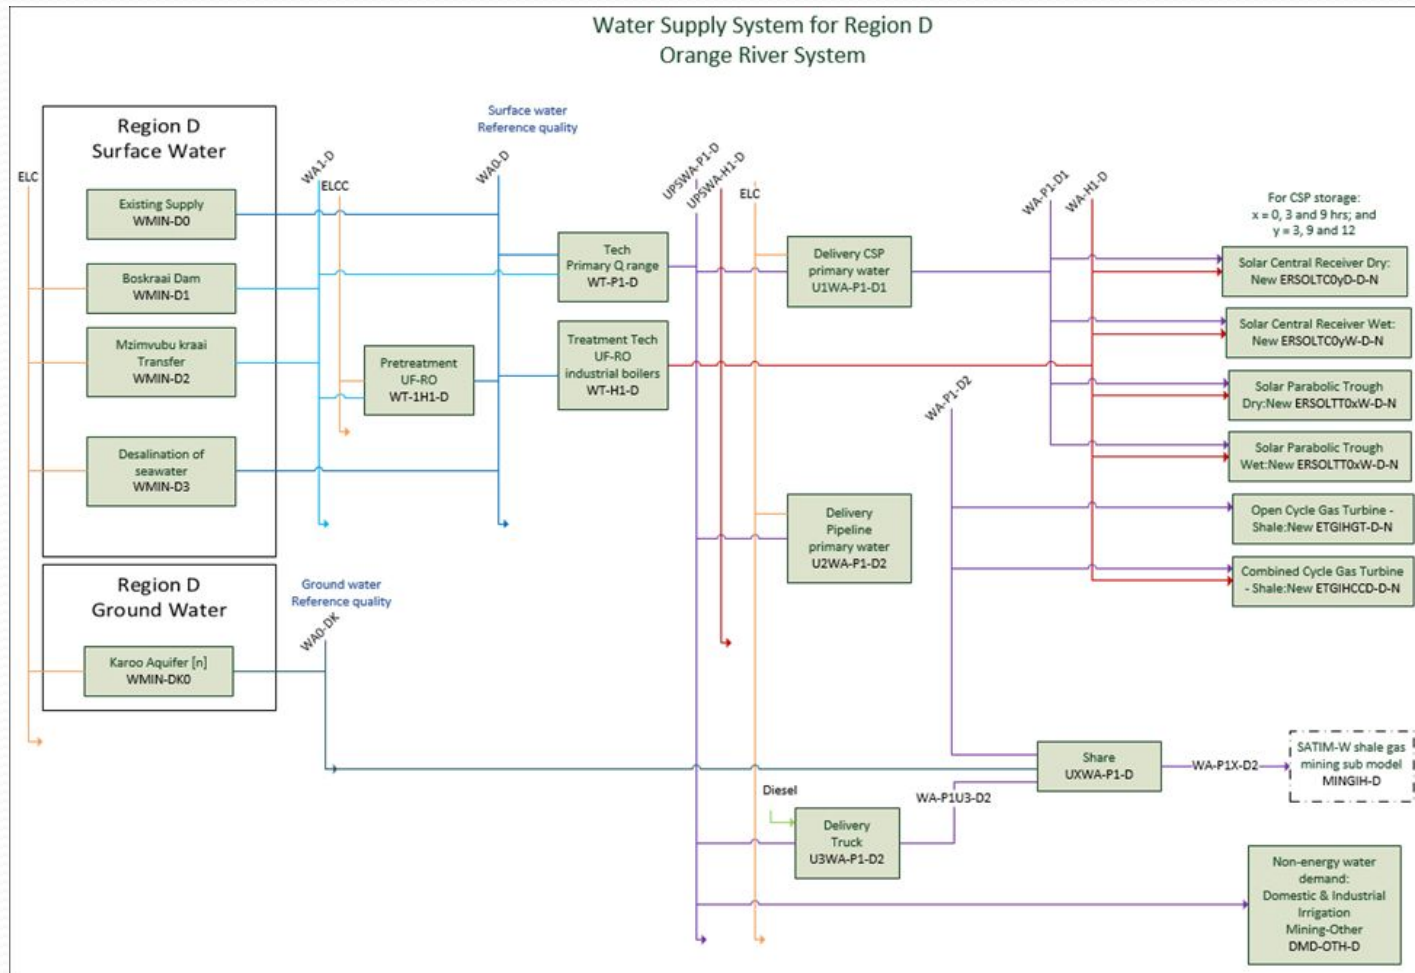 Water Supply System for Region D
Orange River System
Region D
Surface Water
ELC
Existing Supply
WMIN-D0
Boskraai Dam
WMIN-D1
Mzimvubu kraai
Transfer
WMIN-D2
Desalination of
seawater
WMIN-D3
Region D
Ground Water
Karoo Aquifer [n]
WMIN-DK0
WA1-D
ELCC
Pretreatment
UF-RO
WT-1H1-D
Ground water
Reference quality
WA0-DK
Surface water
Reference quality
WA0-D
Tech
Primary Q range
WT-P1-D
Treatment Tech
UF-RO
industrial boilers
WT-H1-D
UPSWA-P1-D
UPSWA-H1-D
ELC
Delivery CSP
primary water
U1WA-P1-D1
Delivery
Pipeline
primary water
U2WA-P1-D2
Diesel
Delivery
Truck
U3WA-P1-D2
WA-P1-D2
WA-P1U3-D2
WA-P1-D1
WA-H1-D
Share
UXWA-P1-D
WA-P1X-D2
For CSP storage:
x = 0, 3 and 9 hrs; and
y = 3, 9 and 12
Solar Central Receiver Dry:
New ERSOLTC0yD-D-N
Solar Central Receiver Wet:
New ERSOLTC0yW-D-N
Solar Parabolic Trough
Dry:New ERSOLTT0xW-D-N
Solar Parabolic Trough
Wet:New ERSOLTT0xW-D-N
Open Cycle Gas Turbine -
Shale:New ETGIHGT-D-N
Combined Cycle Gas Turbine
- Shale:New ETGIHCCD-D-N
SATIM-W shale gas
mining sub model
MINGIH-D
Non-energy water
demand:
Domestic & Industrial
Irrigation
Mining-Other
DMD-OTH-D